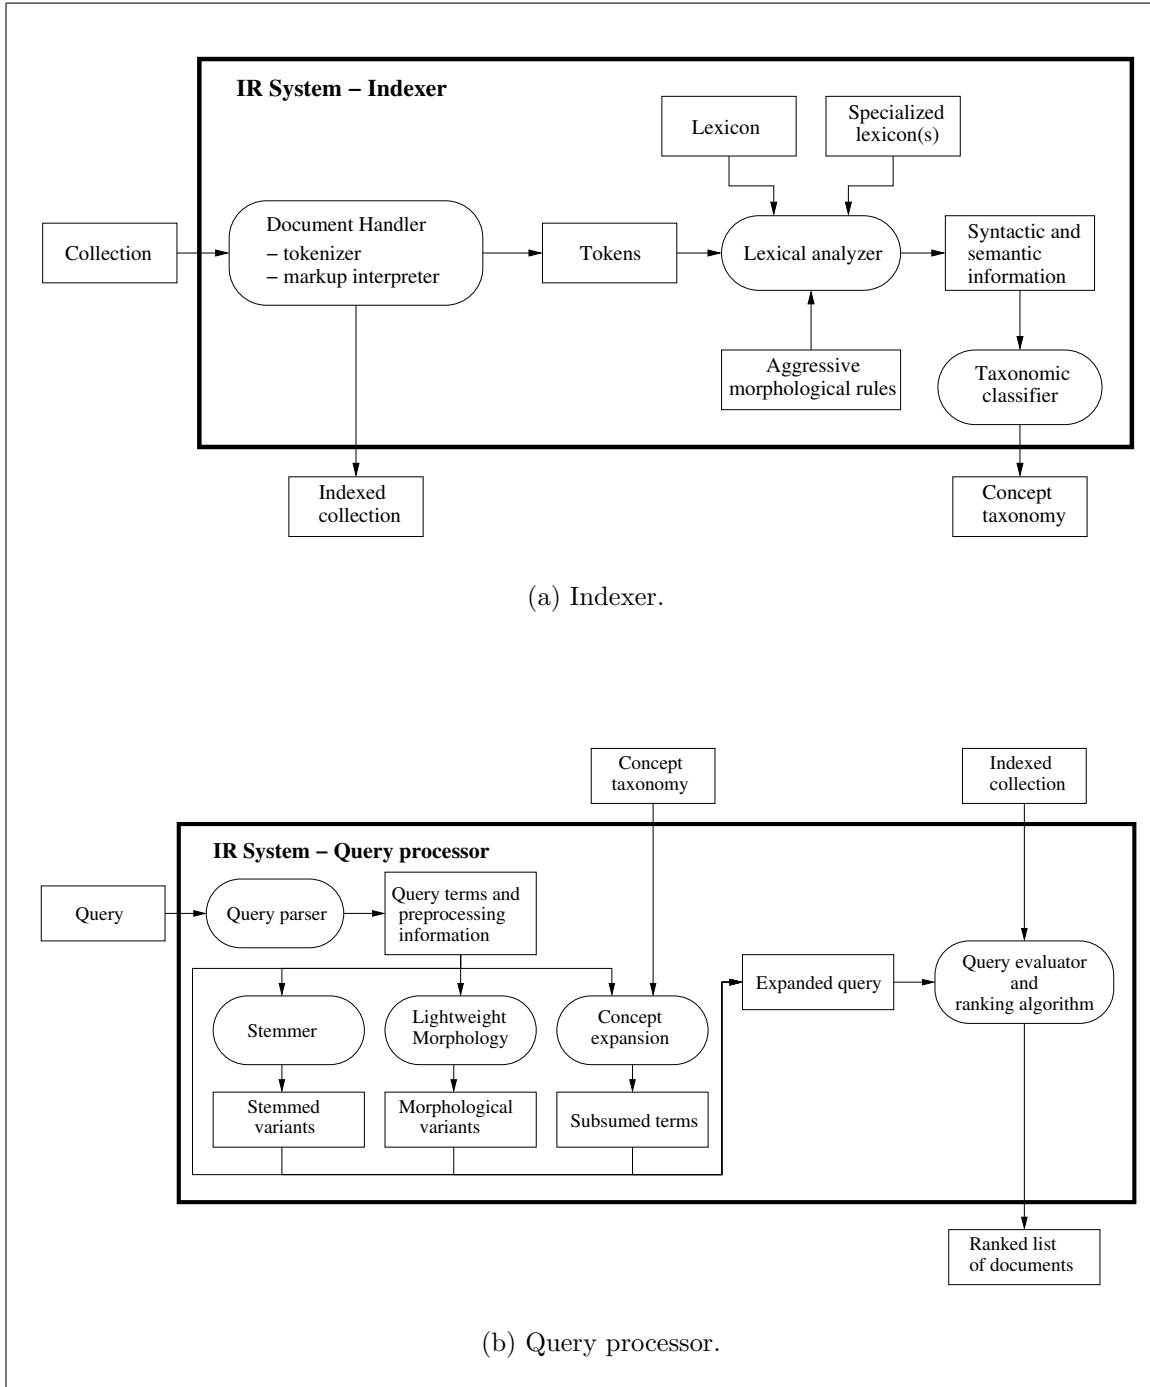 IR System – Indexer
Lexicon
Specialized
lexicon(s)
Collection
Document Handler
– tokenizer
– markup interpreter
Tokens
Lexical analyzer
Syntactic and
semantic
information
Aggressive
morphological rules
Taxonomic
classifier
Indexed
collection
Concept
taxonomy
(a) Indexer.
Concept
taxonomy
Indexed
collection
IR System – Query processor
Query
Query parser
Query terms and
preprocessing
information
Stemmer
Lightweight
Morphology
Concept
expansion
Expanded query
Query evaluator
and
ranking algorithm
Stemmed
variants
Morphological
variants
Subsumed terms
Ranked list
of documents
(b) Query processor.